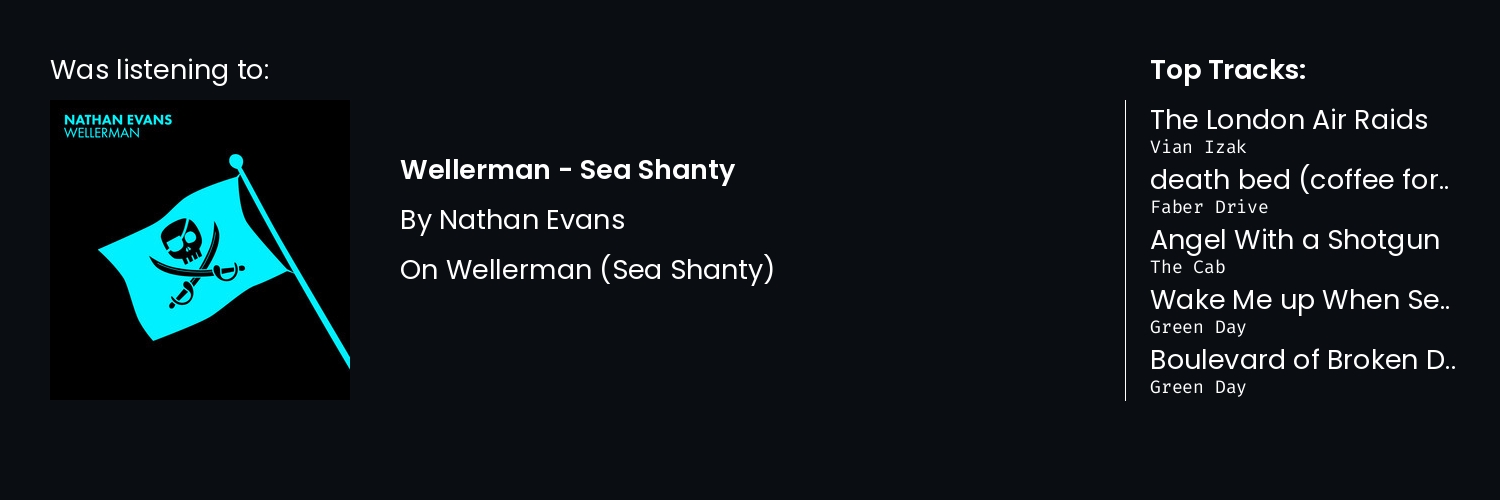 Was listening to:
NATHAN EVANS
WELLERMAN
Wellerman - Sea Shanty
By Nathan Evans
On Wellerman (Sea Shanty)
Top Tracks:
The London Air Raids
Vian Izak
death bed (coffee for..
Faber Drive
Angel With a Shotgun
The Cab
Wake Me up When Se..
Green Day
Boulevard of Broken D..
Green Day